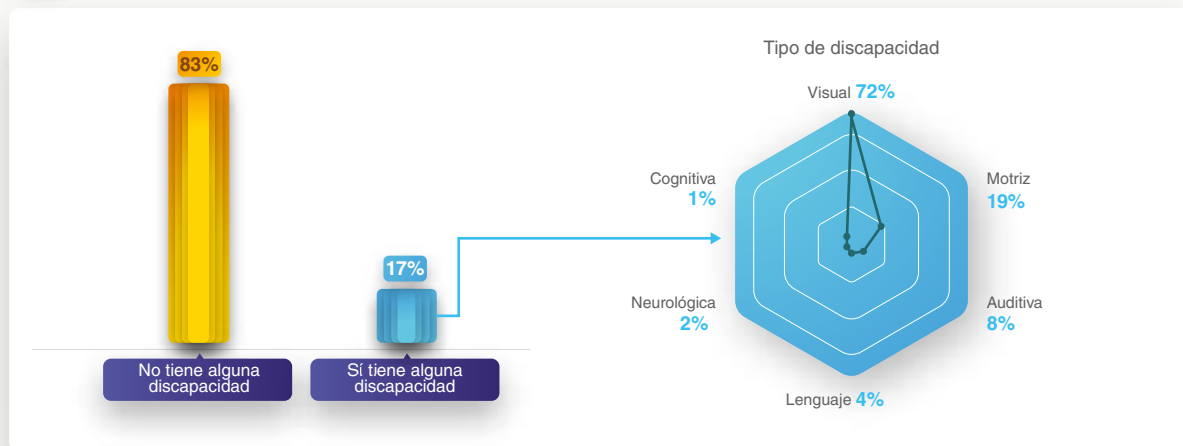 83%
17%
No tiene alguna
discapacidad
Sí tiene alguna
discapacidad
Tipo de discapacidad
Visual 72%
Cognitiva
1%
Motriz
19%
Neurológica
2%
Auditiva
8%
Lenguaje 4%